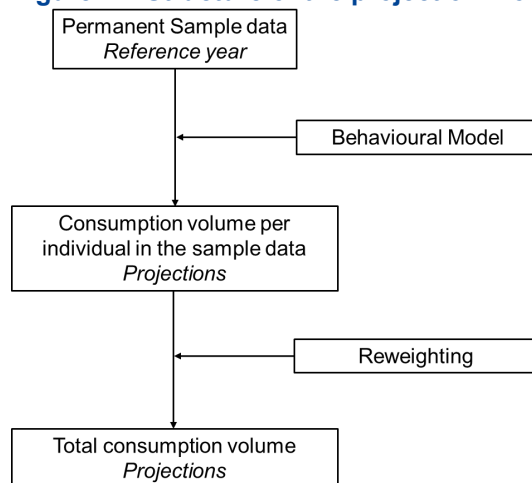 Permanent Sample data
Reference year
Behavioural Model
Consumption volume per
individual in the sample data
Projections
Reweighting
Total consumption volume
Projections